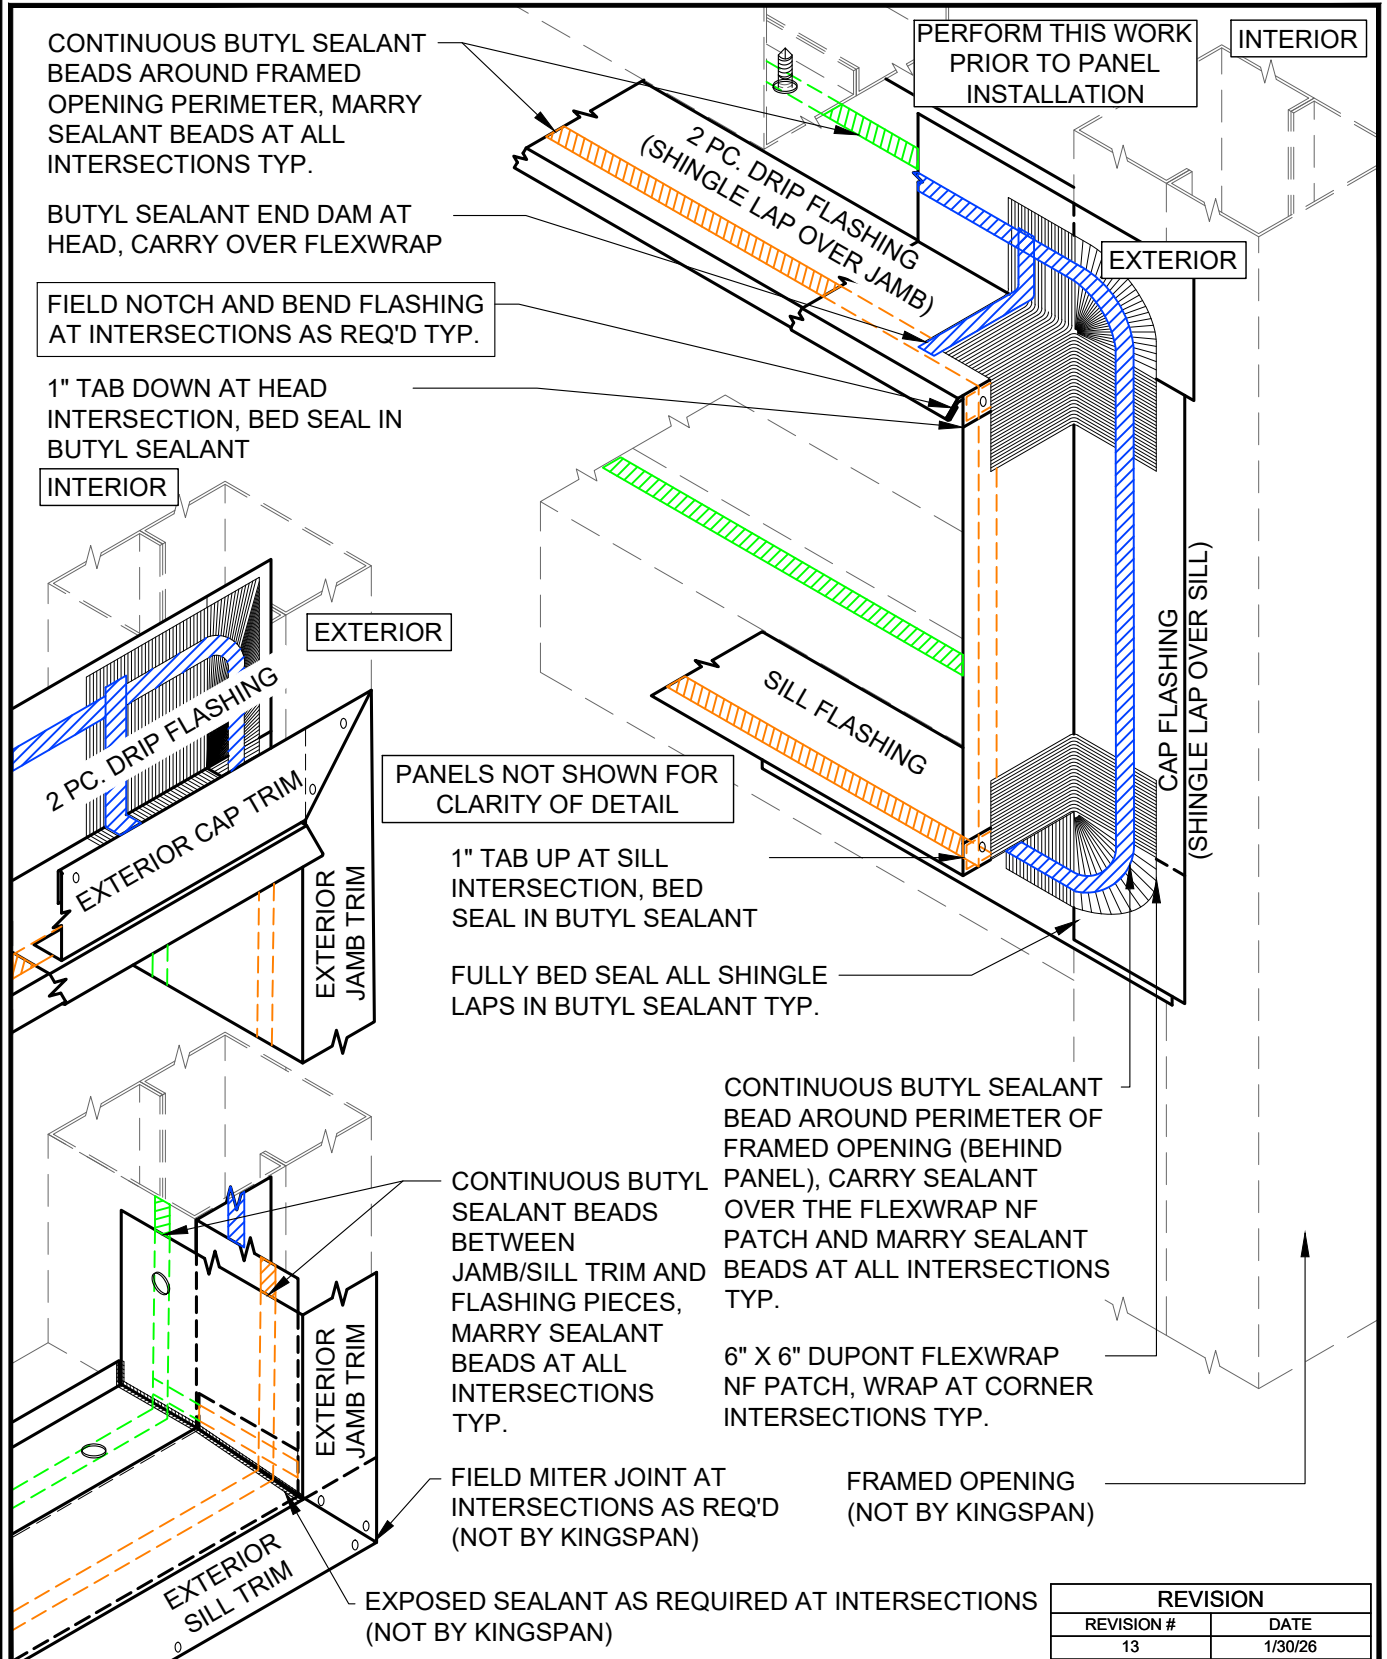 CONTINUOUS BUTYL SEALANT
BEADS AROUND FRAMED
OPENING PERIMETER, MARRY
SEALANT BEADS AT ALL
INTERSECTIONS TYP.
BUTYL SEALANT END DAM AT
HEAD, CARRY OVER FLEXWRAP
FIELD NOTCH AND BEND FLASHING
AT INTERSECTIONS AS REQ'D TYP.
1" TAB DOWN AT HEAD
INTERSECTION, BED SEAL IN
BUTYL SEALANT
INTERIOR
PERFORM THIS WORK
PRIOR TO PANEL
INSTALLATION
INTERIOR
2 PC. DRIP FLASHING
(SHINGLE LAP OVER JAMB)
EXTERIOR
EXTERIOR
2 PC. DRIP FLASHING
EXTERIOR CAP TRIM
EXTERIOR
JAMB TRIM
SILL FLASHING
CAP FLASHING
(SHINGLE LAP OVER SILL)
PANELS NOT SHOWN FOR
CLARITY OF DETAIL
1" TAB UP AT SILL
INTERSECTION, BED
SEAL IN BUTYL SEALANT
FULLY BED SEAL ALL SHINGLE
LAPS IN BUTYL SEALANT TYP.
CONTINUOUS BUTYL SEALANT
BEAD AROUND PERIMETER OF
FRAMED OPENING (BEHIND
PANEL), CARRY SEALANT
OVER THE FLEXWRAP NF
PATCH AND MARRY SEALANT
BEADS AT ALL INTERSECTIONS
TYP.
CONTINUOUS BUTYL
SEALANT BEADS
BETWEEN
JAMB/SILL TRIM AND
FLASHING PIECES,
MARRY SEALANT
BEADS AT ALL
INTERSECTIONS
TYP.
6" X 6" DUPONT FLEXWRAP
NF PATCH, WRAP AT CORNER
INTERSECTIONS TYP.
EXTERIOR
JAMB TRIM
FIELD MITER JOINT AT
INTERSECTIONS AS REQ'D
(NOT BY KINGSPAN)
FRAMED OPENING
(NOT BY KINGSPAN)
EXTERIOR
SILL TRIM
EXPOSED SEALANT AS REQUIRED AT INTERSECTIONS
(NOT BY KINGSPAN)
REVISION
REVISION # DATE
13 1/30/26